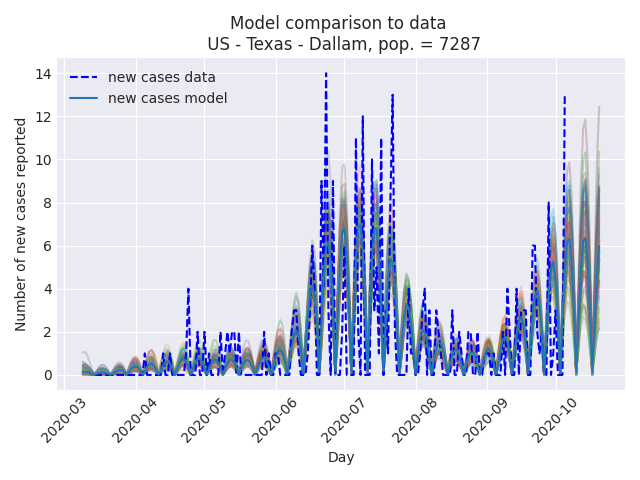 Model comparison to data
US - Texas - Dallam, pop. = 7287
new cases data
new cases model
Number of new cases reported
14
12
10
8
6
4
2
0
2020-03
2020-04
2020-05
2020-06
2020-07
2020-08
2020-09
2020-10
Day